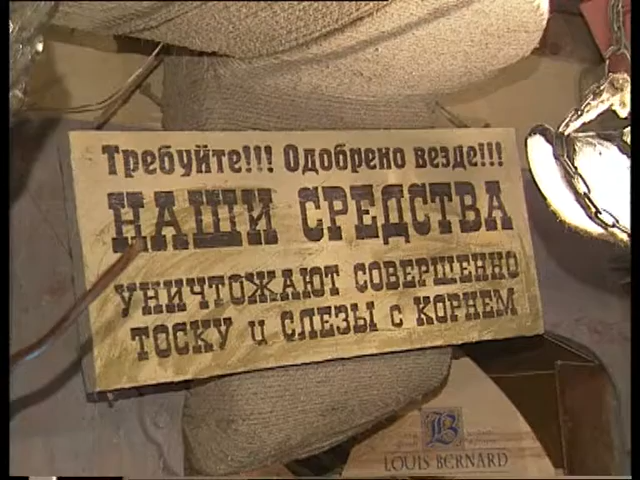 Требуйте!!! Одобрено везде!!!
НАШИ СРЕДСТВА
УНИЧТОЖАЮТ СОВЕРШЕННО
ТОСКУ и СЛЕЗЫ с КОРНЕМ
B
LOUIS BERNARD